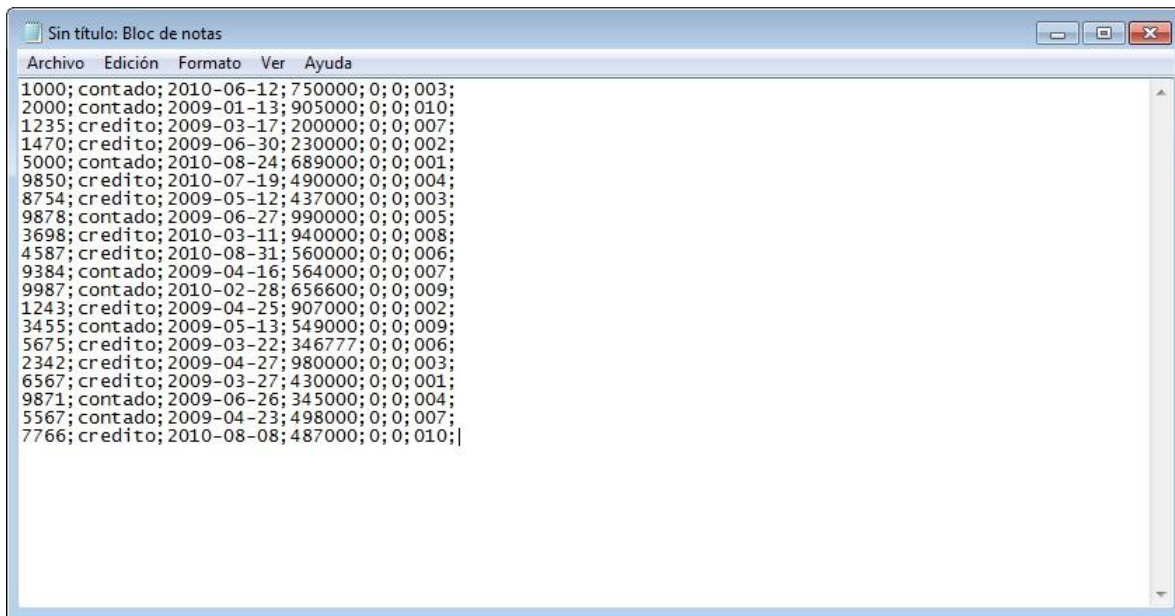 Sin título: Bloc de notas
Archivo Edición Formato Ver Ayuda
1000;contado;2010-06-12;750000;0;0;003;
2000;contado;2009-01-13;905000;0;0;010;
1235;credito;2009-03-17;200000;0;0;007;
1470;credito;2009-06-30;230000;0;0;002;
5000;contado;2010-08-24;689000;0;0;001;
9850;credito;2010-07-19;490000;0;0;004;
8754;credito;2009-05-12;437000;0;0;003;
9878;contado;2009-06-27;990000;0;0;005;
3698;credito;2010-03-11;940000;0;0;008;
4587;credito;2010-08-31;560000;0;0;006;
9384;contado;2009-04-16;564000;0;0;007;
9987;contado;2010-02-28;656600;0;0;009;
1243;credito;2009-04-25;907000;0;0;002;
3455;contado;2009-05-13;549000;0;0;009;
5675;credito;2009-03-22;346777;0;0;006;
2342;credito;2009-04-27;980000;0;0;003;
6567;credito;2009-03-27;430000;0;0;001;
9871;contado;2009-06-26;345000;0;0;004;
5567;contado;2009-04-23;498000;0;0;007;
7766;credito;2010-08-08;487000;0;0;010;